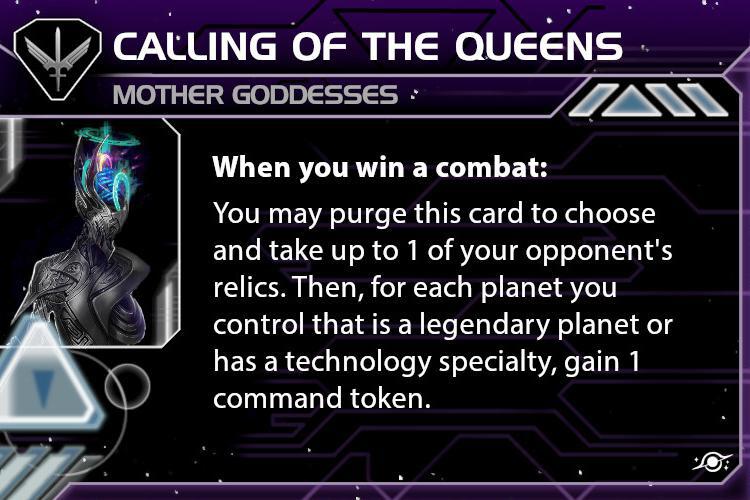 CALLING OF THE QUEENS
MOTHER GODDESSES
When you win a combat:
You may purge this card to choose
and take up to 1 of your opponent's
relics. Then, for each planet you
control that is a legendary planet or
has a technology specialty, gain 1
command token.